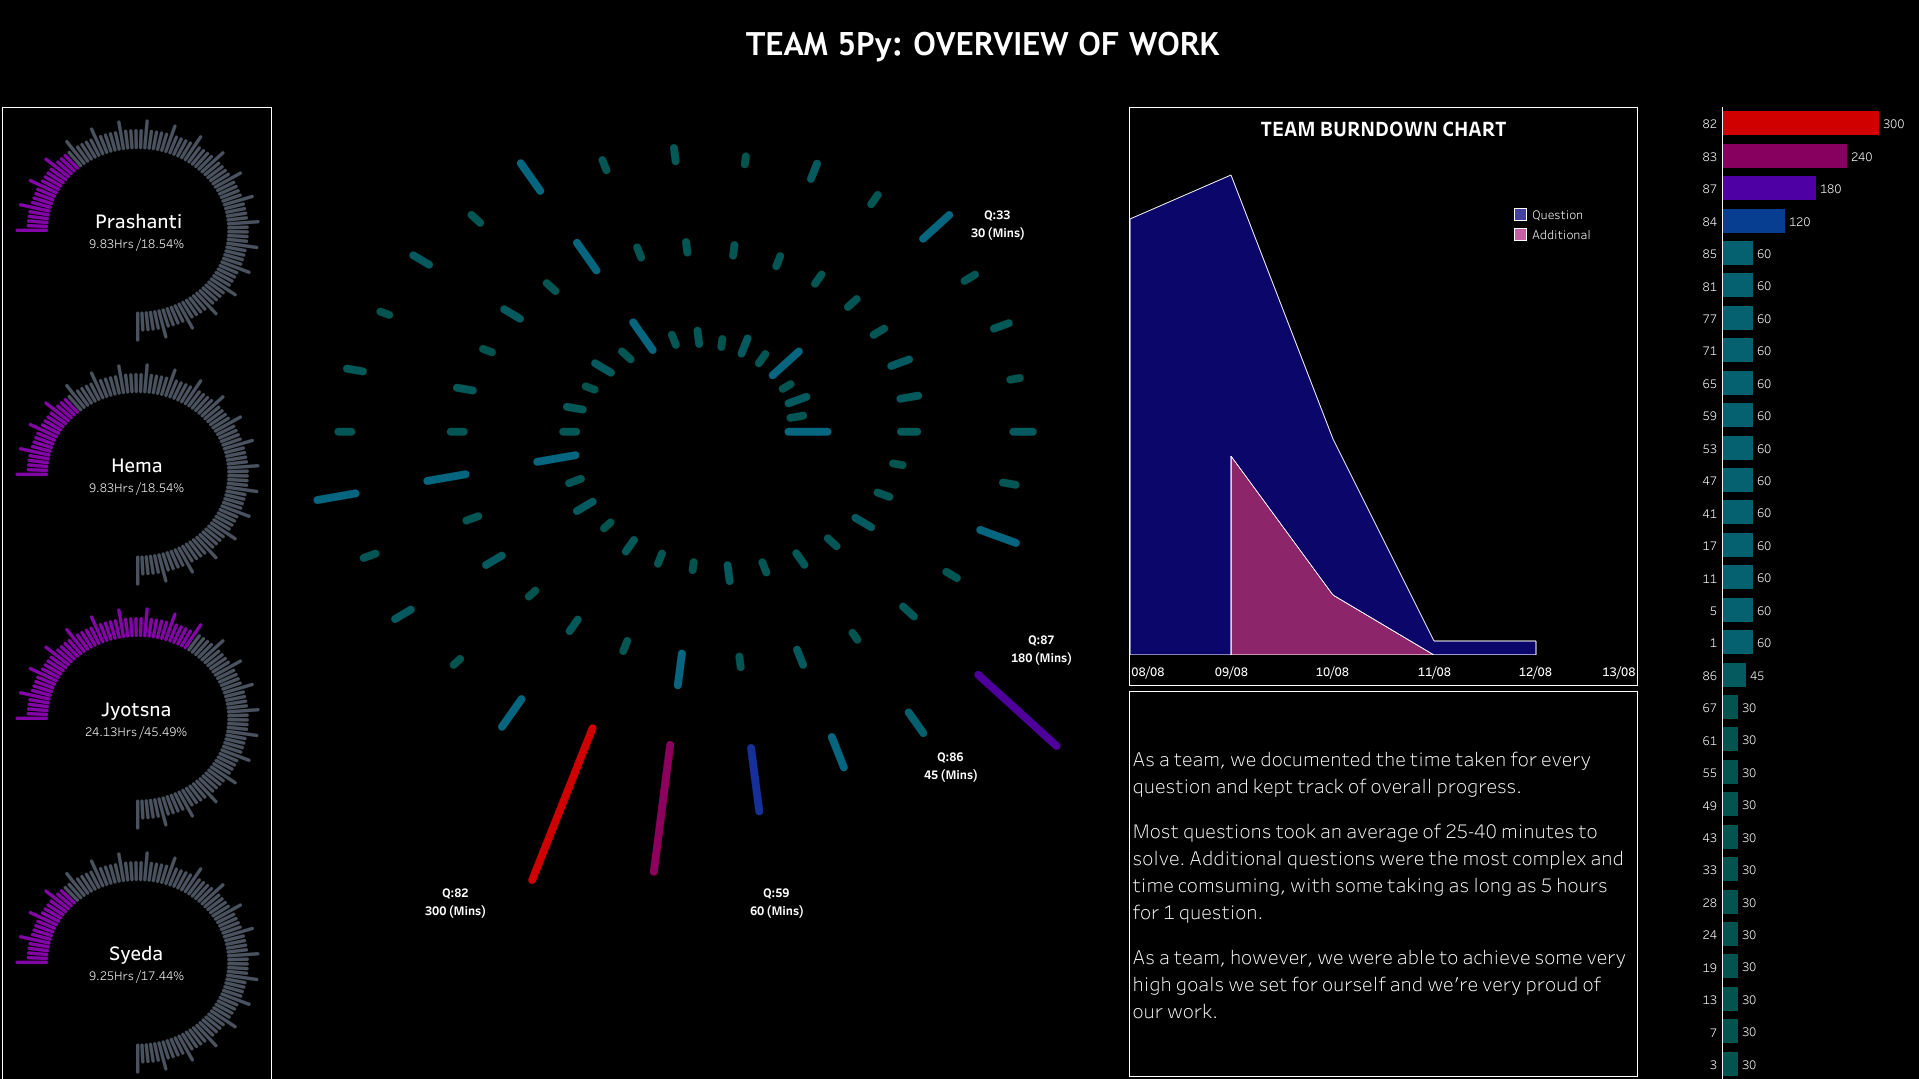 TEAM 5Py: OVERVIEW OF WORK
Prashanti
9.83Hrs /18.54%
Hema
9.83Hrs /18.54%
Jyotsna
24.13Hrs /45.49%
Syeda
9.25Hrs /17.44%
Q:33
30 (Mins)
Q:87
180 (Mins)
Q:86
45 (Mins)
Q:82
300 (Mins)
Q:59
60 (Mins)
TEAM BURNDOWN CHART
Question
Additional
08/08 09/08 10/08 11/08 12/08 13/08
As a team, we documented the time taken for every
question and kept track of overall progress.
Most questions took an average of 25-40 minutes to
solve. Additional questions were the most complex and
time comsuming, with some taking as long as 5 hours
for 1 question.
As a team, however, we were able to achieve some very
high goals we set for ourself and we're very proud of
our work.
82 300
83 240
87 180
84 120
85 60
81 60
77 60
71 60
65 60
59 60
53 60
47 60
41 60
17 60
11 60
5 60
1 60
86 45
67 30
61 30
55 30
49 30
43 30
33 30
28 30
24 30
19 30
13 30
7 30
3 30